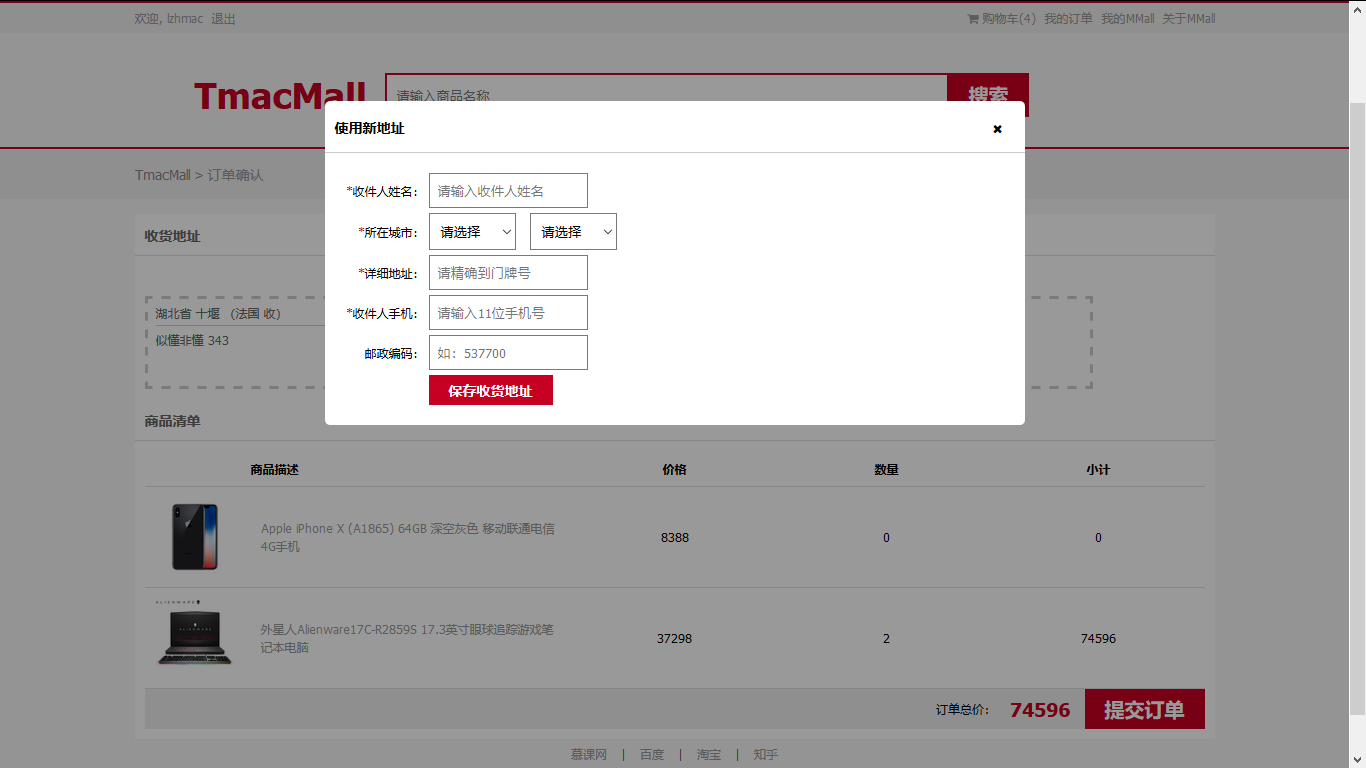 欢迎, lzhmac 退出
购物车(4) 我的订单 我的MMall 关于MMall
TmacMall
请输入商品名称
搜索
使用新地址
TmacMall > 订单确认
*收件人姓名: 请输入收件人姓名
*所在城市: 请选择 请选择
*详细地址: 请精确到门牌号
*收件人手机: 请输入11位手机号
邮政编码: 如：537700
保存收货地址
收货地址
湖北省 十堰 （法国 收）
似懂非懂 343
商品清单
商品描述 价格 数量 小计
Apple iPhone X (A1865) 64GB 深空灰色 移动联通电信
4G手机
8388 0 0
ALIENWARE
外星人Alienware17C-R2859S 17.3英寸眼球追踪游戏笔
记本电脑
37298 2 74596
订单总价: 74596 提交订单
慕课网 | 百度 | 淘宝 | 知乎